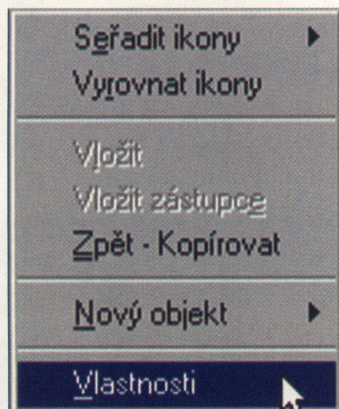 Seřadit ikony
Vyrovnat ikony
Vložit
Vložit zástupce
Zpět - Kopírovat
Nový objekt
Vlastnosti